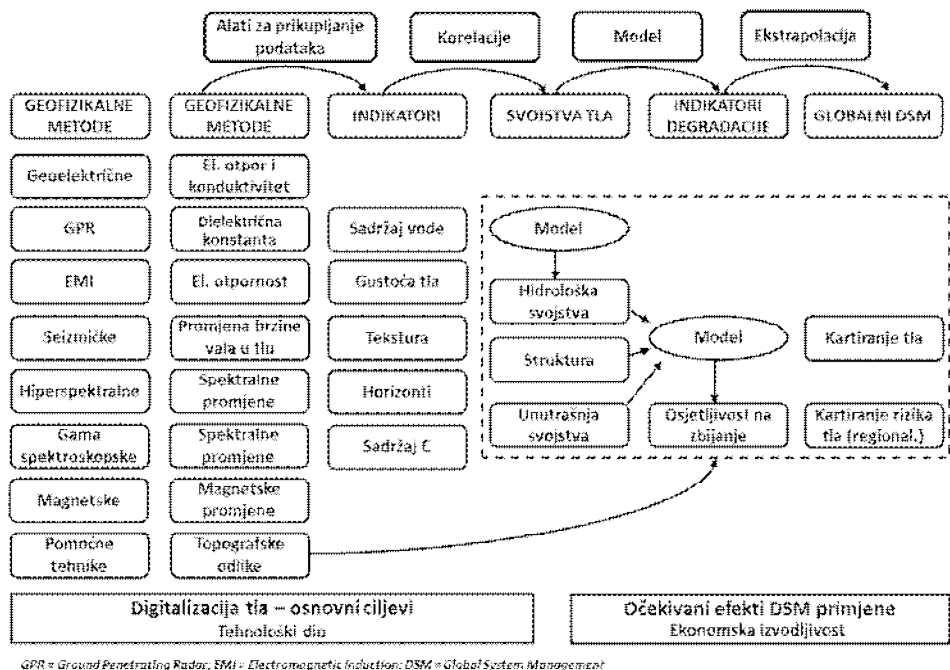 Alati za prikupljanje
podataka
Korelacije
Model
Ekstrapolacija
GEOFIZIKALNE
METODE
GEOFIZIKALNE
METODE
INDIKATORI
SVOJSTVA TLA
INDIKATORI
DEGRADACIJE
GLOBALNI DSM
Geoelektrične
El. otpor i
konduktivitet
GPR
Dielektrična
konstanta
Sadržaj vode
Model
EMI
El. otpornost
Gustoća tla
Hidrološka
svojstva
Seizmičke
Promjena brzine
vala u tlu
Tekstura
Struktura
Model
Kartiranje tla
Hiperspektralne
Spektralne
promjene
Horizonti
Unutrašnja
svojstva
Osjetljivost na
zbijanje
Kartiranje rizika
tla (regional.)
Gama
spektroskopske
Spektralne
promjene
Sadržaj C
Magnetske
Magnetske
promjene
Pomoćne
tehnike
Topografske
odlike
Digitalizacija tla – osnovni ciljevi
Tehnološki dio
Očekivani efekti DSM primjene
Ekonomska izvodljivost
GPR = Ground Penetrating Radar; EMI = Electromagnetic Induction; DSM = Global System Management